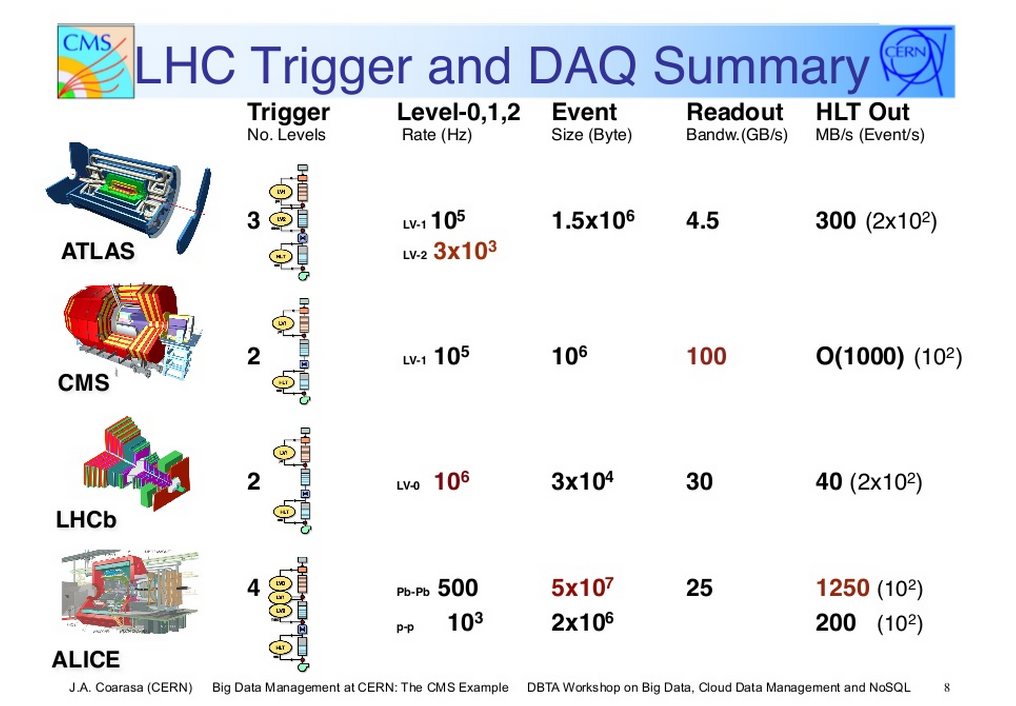 CMS
LHC Trigger and DAQ Summary
CERN
Trigger Level-0,1,2 Event Readout HLT Out
No. Levels Rate (Hz) Size (Byte) Bandw.(GB/s) MB/s (Event/s)
3 LV-1 10⁵ 1.5x10⁶ 4.5 300 (2x10²)
ATLAS LV-2 3x10³
2 LV-1 10⁵ 10⁶ 100 O(1000) (10²)
CMS
2 LV-0 10⁶ 3x10⁴ 30 40 (2x10²)
LHCb
4 Pb-Pb 500 5x10⁷ 25 1250 (10²)
p-p 10³ 2x10⁶ 200 (10²)
ALICE
J.A. Coarasa (CERN) Big Data Management at CERN: The CMS Example DBTA Workshop on Big Data, Cloud Data Management and NoSQL 8